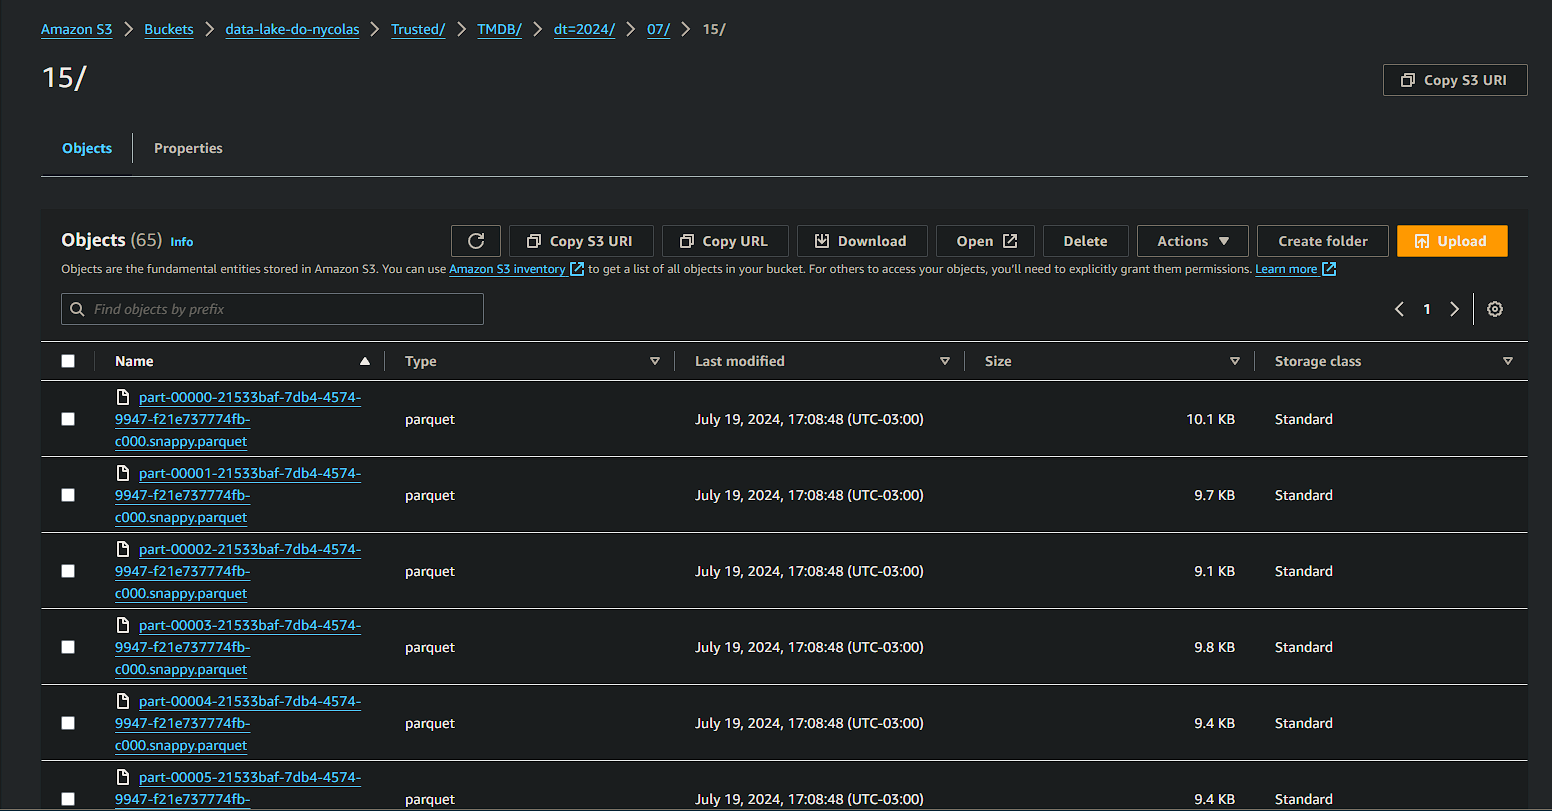 Amazon S3 > Buckets > data-lake-do-nycolas > Trusted/ > TMDB/ > dt=2024/ > 07/ > 15/
15/
Copy S3 URI
Objects Properties
Objects (65) Info
Copy S3 URI Copy URL Download Open Delete Actions Create folder Upload
Objects are the fundamental entities stored in Amazon S3. You can use Amazon S3 inventory to get a list of all objects in your bucket. For others to access your objects, you'll need to explicitly grant them permissions. Learn more
Find objects by prefix
1
Name Type Last modified Size Storage class
part-00000-21533baf-7db4-4574-
9947-f21e737774fb- parquet July 19, 2024, 17:08:48 (UTC-03:00) 10.1 KB Standard
c000.snappy.parquet
part-00001-21533baf-7db4-4574-
9947-f21e737774fb- parquet July 19, 2024, 17:08:48 (UTC-03:00) 9.7 KB Standard
c000.snappy.parquet
part-00002-21533baf-7db4-4574-
9947-f21e737774fb- parquet July 19, 2024, 17:08:48 (UTC-03:00) 9.1 KB Standard
c000.snappy.parquet
part-00003-21533baf-7db4-4574-
9947-f21e737774fb- parquet July 19, 2024, 17:08:48 (UTC-03:00) 9.8 KB Standard
c000.snappy.parquet
part-00004-21533baf-7db4-4574-
9947-f21e737774fb- parquet July 19, 2024, 17:08:48 (UTC-03:00) 9.4 KB Standard
c000.snappy.parquet
part-00005-21533baf-7db4-4574-
9947-f21e737774fb- parquet July 19, 2024, 17:08:48 (UTC-03:00) 9.4 KB Standard